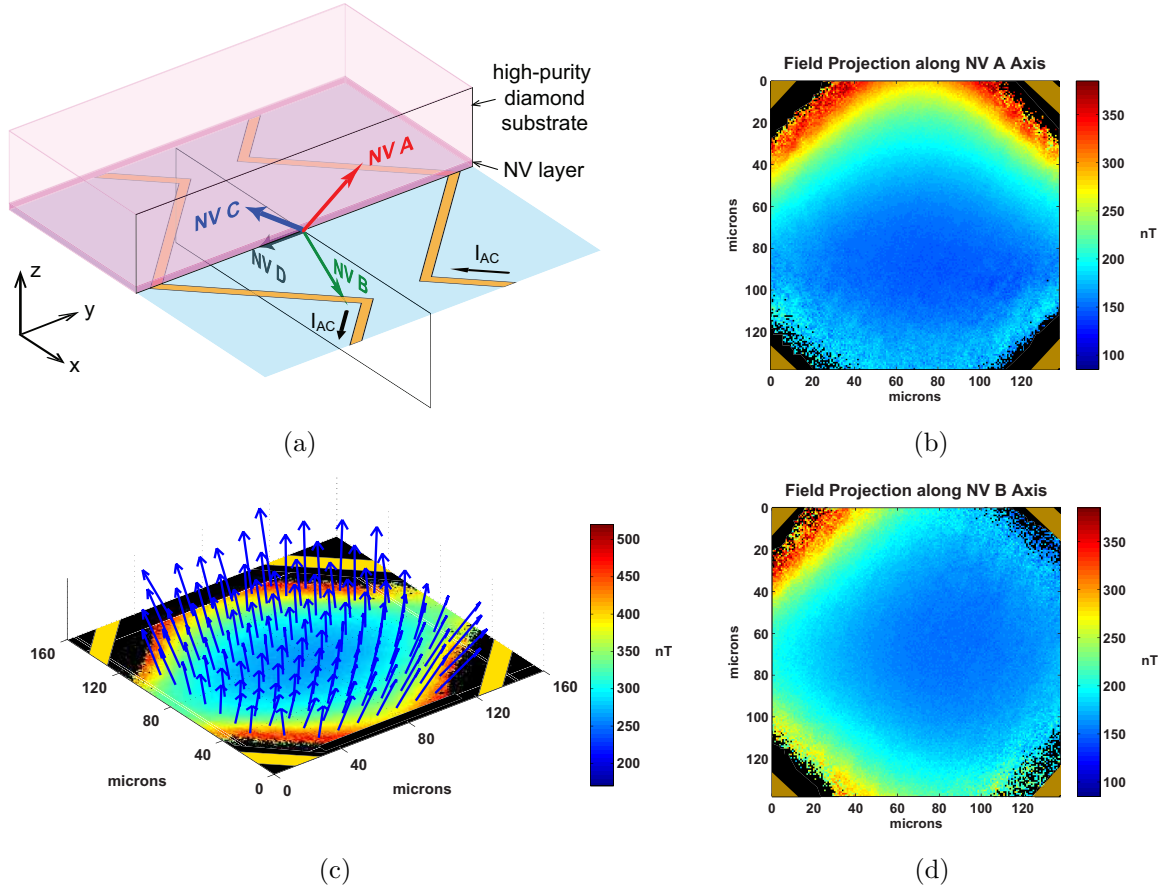 high-purity
diamond
substrate
NV layer
NV A
NV C
NV D
NV B
I_AC
I_AC
z
y
x
(a)
Field Projection along NV A Axis
0
20
40
60
80
100
120
microns
0
20
40
60
80
100
120
microns
350
300
250
200
150
100
nT
(b)
160
120
80
40
0
microns
0
40
80
120
160
microns
500
450
400
350
300
250
200
nT
(c)
Field Projection along NV B Axis
0
20
40
60
80
100
120
microns
0
20
40
60
80
100
120
microns
350
300
250
200
150
100
nT
(d)